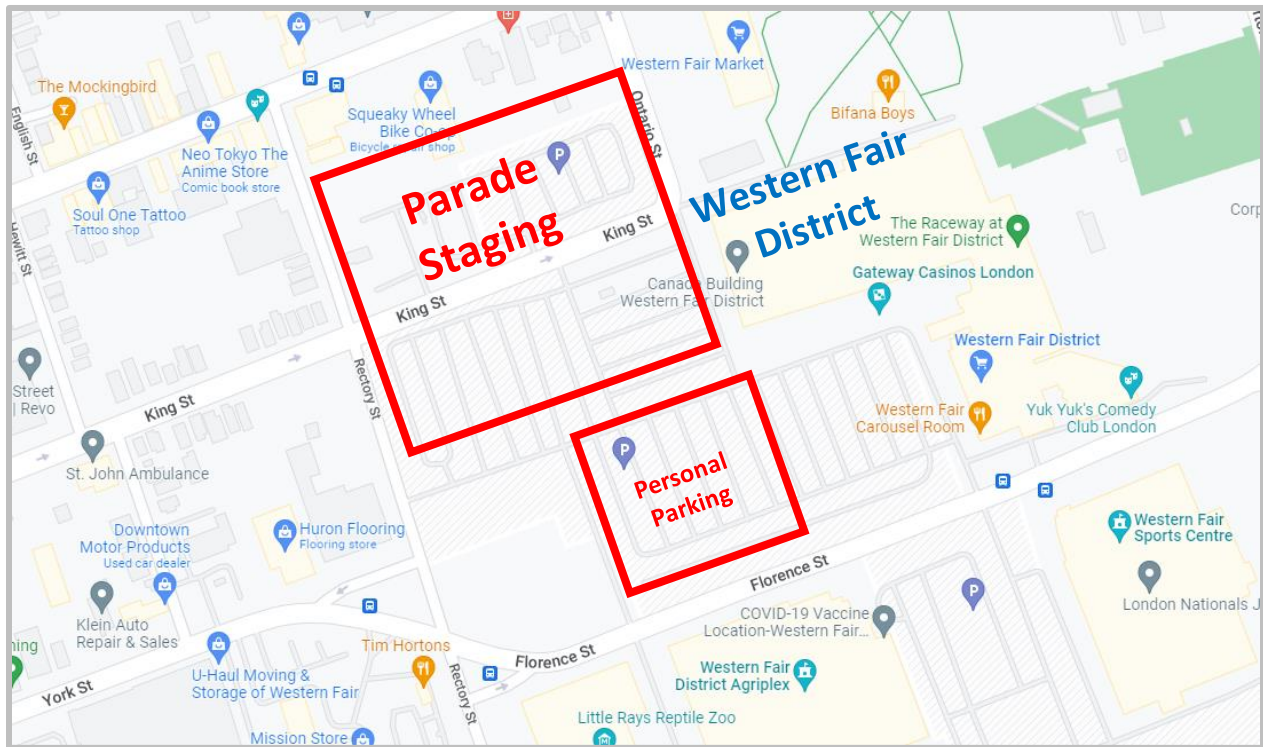 Western Fair Market
The Mockingbird
Bifana Boys
English St
Squeaky Wheel
Bike Co-op
Bicycle repair shop
Ontario St
Neo Tokyo The
Anime Store
Comic book store
Parade
Staging
P
Western Fair
District
Soul One Tattoo
Tattoo shop
Hewitt St
King St
The Raceway at
Western Fair District
Corp
Canada Building
Western Fair District
Gateway Casinos London
King St
Western Fair District
Rectory St
Street
| Revo
King St
Western Fair
Carousel Room
Yuk Yuk's Comedy
Club London
St. John Ambulance
P
Personal
Parking
Downtown
Motor Products
Used car dealer
Huron Flooring
Flooring store
Western Fair
Sports Centre
Florence St
P
Klein Auto
Repair & Sales
COVID-19 Vaccine
Location-Western Fair...
London Nationals J
ning
Tim Hortons
Florence St
U-Haul Moving &
Storage of Western Fair
Rectory St
Western Fair
District Agriplex
York St
Little Rays Reptile Zoo
Mission Store